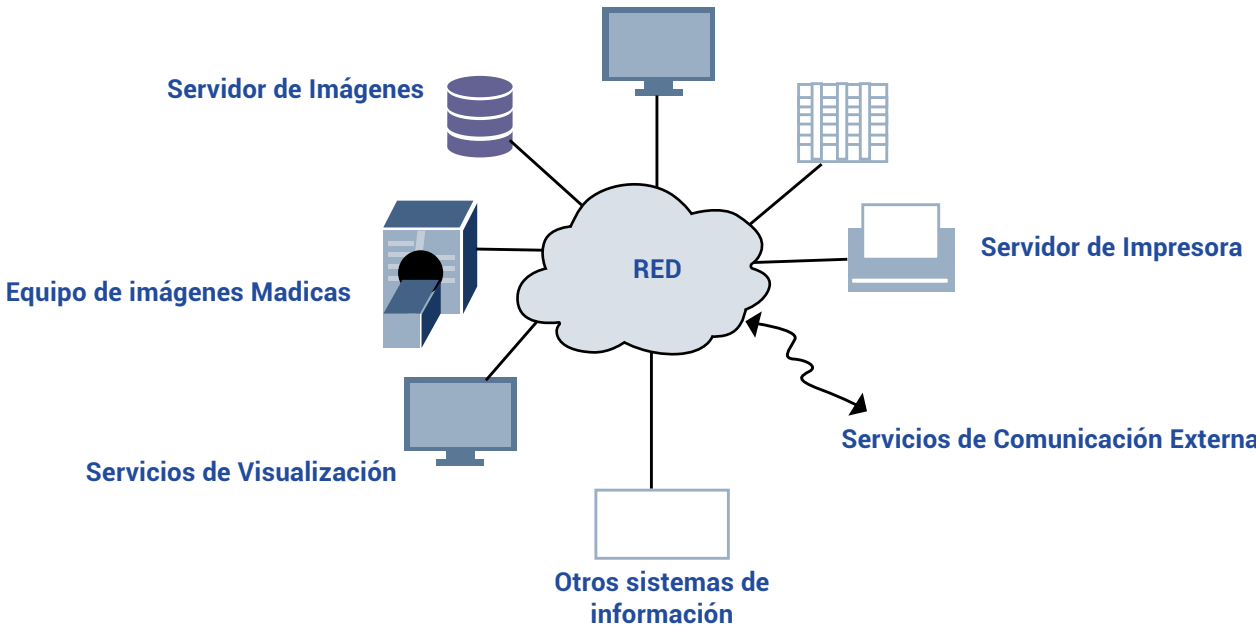 Servidor de Imágenes
Servidor de Impresora
RED
Equipo de imágenes Madicas
Servicios de Comunicación Externa
Servicios de Visualización
Otros sistemas de
información